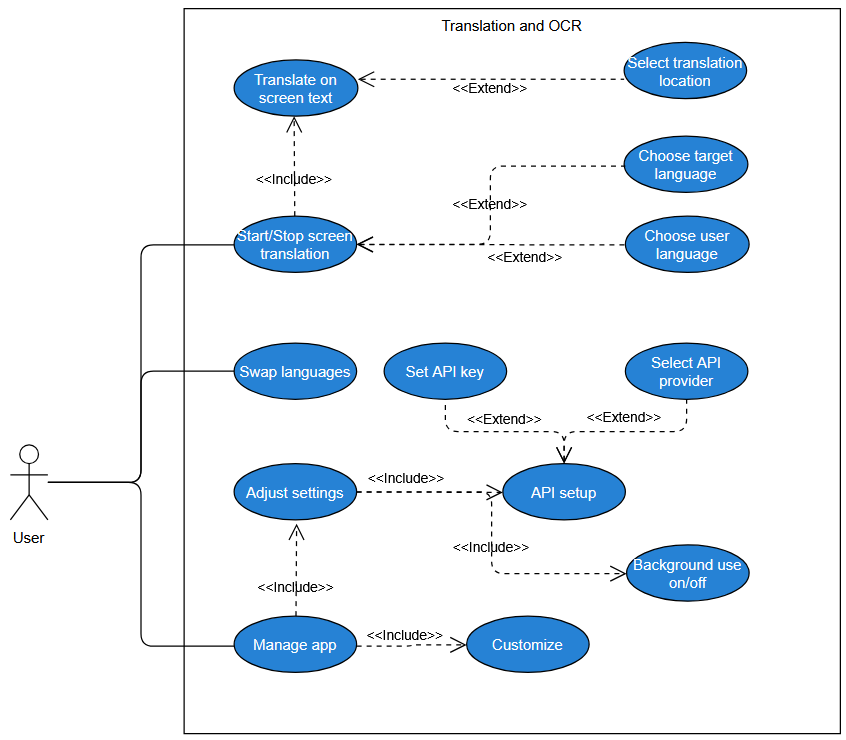 Translation and OCR
Translate on
screen text
<<Extend>>
Select translation
location
<<Include>>
Choose target
language
<<Extend>>
Start/Stop screen
translation
<<Extend>>
Choose user
language
Swap languages
Set API key
Select API
provider
<<Extend>>
<<Extend>>
User
Adjust settings
<<Include>>
API setup
<<Include>>
Background use
on/off
<<Include>>
Manage app
<<Include>>
Customize